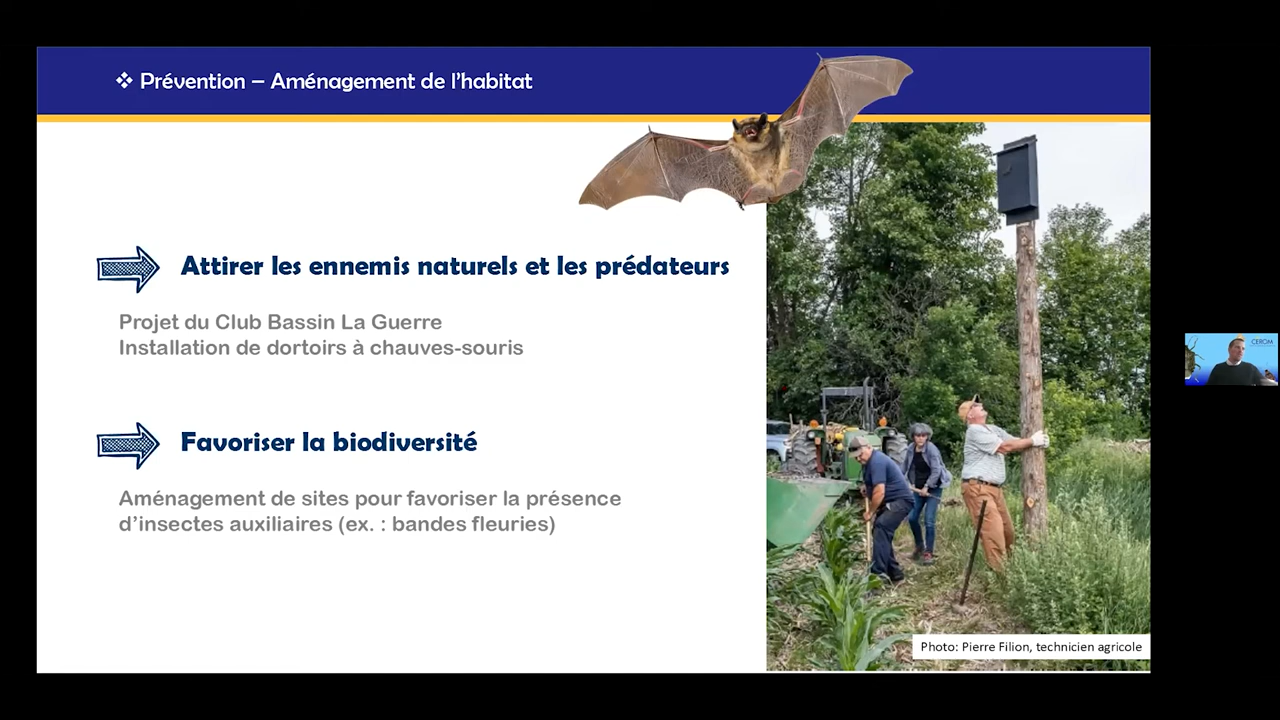 ❖ Prévention – Aménagement de l'habitat
Attirer les ennemis naturels et les prédateurs
Projet du Club Bassin La Guerre
Installation de dortoirs à chauves-souris
Favoriser la biodiversité
Aménagement de sites pour favoriser la présence
d'insectes auxiliaires (ex. : bandes fleuries)
Photo: Pierre Filion, technicien agricole
CEROM